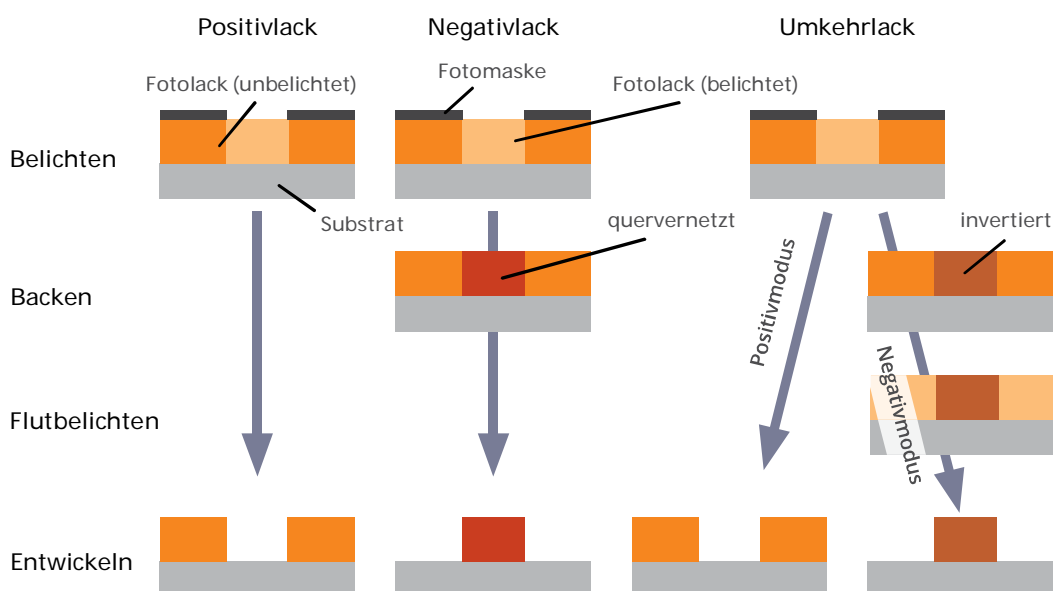 Positivlack
Negativlack
Umkehrlack
Fotomaske
Fotolack (unbelichtet)
Fotolack (belichtet)
Belichten
Substrat
quervernetzt
invertiert
Positivmodus
Backen
Negativmodus
Flutbelichten
Entwickeln